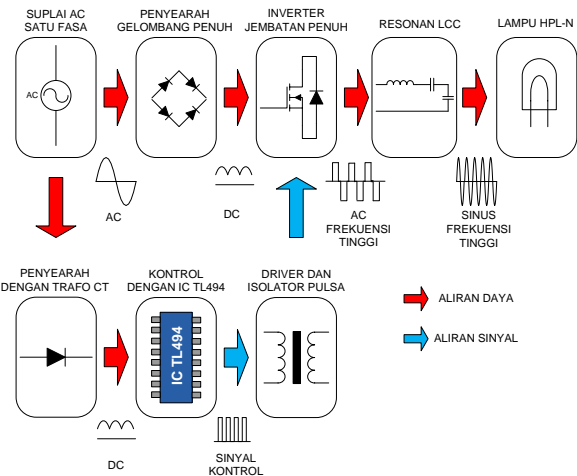 SUPLAI AC
SATU FASA
PENYEARAH
GELOMBANG PENUH
INVERTER
JEMBATAN PENUH
RESONAN LCC
LAMPU HPL-N
AC
AC
DC
AC
FREKUENSI
TINGGI
SINUS
FREKUENSI
TINGGI
PENYEARAH
DENGAN TRAFO CT
KONTROL
DENGAN IC TL494
DRIVER DAN
ISOLATOR PULSA
IC TL494
ALIRAN DAYA
ALIRAN SINYAL
DC
SINYAL
KONTROL